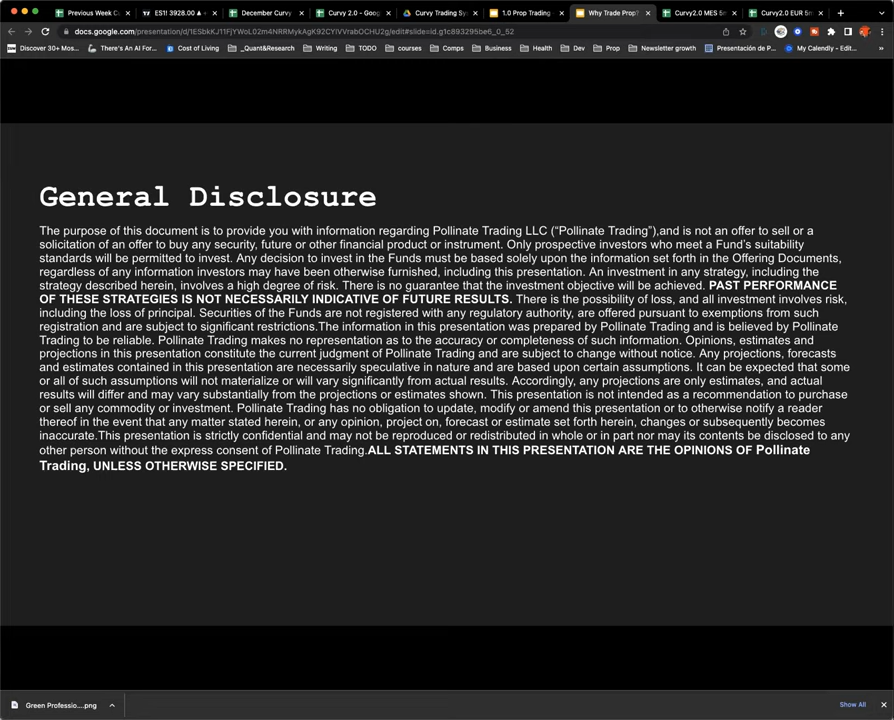 Previous Week C
ES1! 3928.00 ▲
December Curvy
Curvy 2.0 - Goo
Curvy Trading Sy
1.0 Prop Trading
Why Trade Prop?
Curvy2.0 MES 5m
Curvy2.0 EUR 5m
docs.google.com/presentation/d/1ESbkKJ11FjYWoL02m4NRRMykAgK92CYIVVrabOCHU2g/edit#slide=id.g1c893295be6_0_52
Discover 30+ Mos...
There's An AI For...
Cost of Living
_Quant&Research
Writing
TODO
courses
Comps
Business
Health
Dev
Prop
Newsletter growth
Presentación de P...
My Calendly - Edit...
General Disclosure
The purpose of this document is to provide you with information regarding Pollinate Trading LLC (“Pollinate Trading”),and is not an offer to sell or a
solicitation of an offer to buy any security, future or other financial product or instrument. Only prospective investors who meet a Fund's suitability
standards will be permitted to invest. Any decision to invest in the Funds must be based solely upon the information set forth in the Offering Documents,
regardless of any information investors may have been otherwise furnished, including this presentation. An investment in any strategy, including the
strategy described herein, involves a high degree of risk. There is no guarantee that the investment objective will be achieved. PAST PERFORMANCE
OF THESE STRATEGIES IS NOT NECESSARILY INDICATIVE OF FUTURE RESULTS. There is the possibility of loss, and all investment involves risk,
including the loss of principal. Securities of the Funds are not registered with any regulatory authority, are offered pursuant to exemptions from such
registration and are subject to significant restrictions.The information in this presentation was prepared by Pollinate Trading and is believed by Pollinate
Trading to be reliable. Pollinate Trading makes no representation as to the accuracy or completeness of such information. Opinions, estimates and
projections in this presentation constitute the current judgment of Pollinate Trading and are subject to change without notice. Any projections, forecasts
and estimates contained in this presentation are necessarily speculative in nature and are based upon certain assumptions. It can be expected that some
or all of such assumptions will not materialize or will vary significantly from actual results. Accordingly, any projections are only estimates, and actual
results will differ and may vary substantially from the projections or estimates shown. This presentation is not intended as a recommendation to purchase
or sell any commodity or investment. Pollinate Trading has no obligation to update, modify or amend this presentation or to otherwise notify a reader
thereof in the event that any matter stated herein, or any opinion, project on, forecast or estimate set forth herein, changes or subsequently becomes
inaccurate.This presentation is strictly confidential and may not be reproduced or redistributed in whole or in part nor may its contents be disclosed to any
other person without the express consent of Pollinate Trading.ALL STATEMENTS IN THIS PRESENTATION ARE THE OPINIONS OF Pollinate
Trading, UNLESS OTHERWISE SPECIFIED.
Green Professio....png
Show All